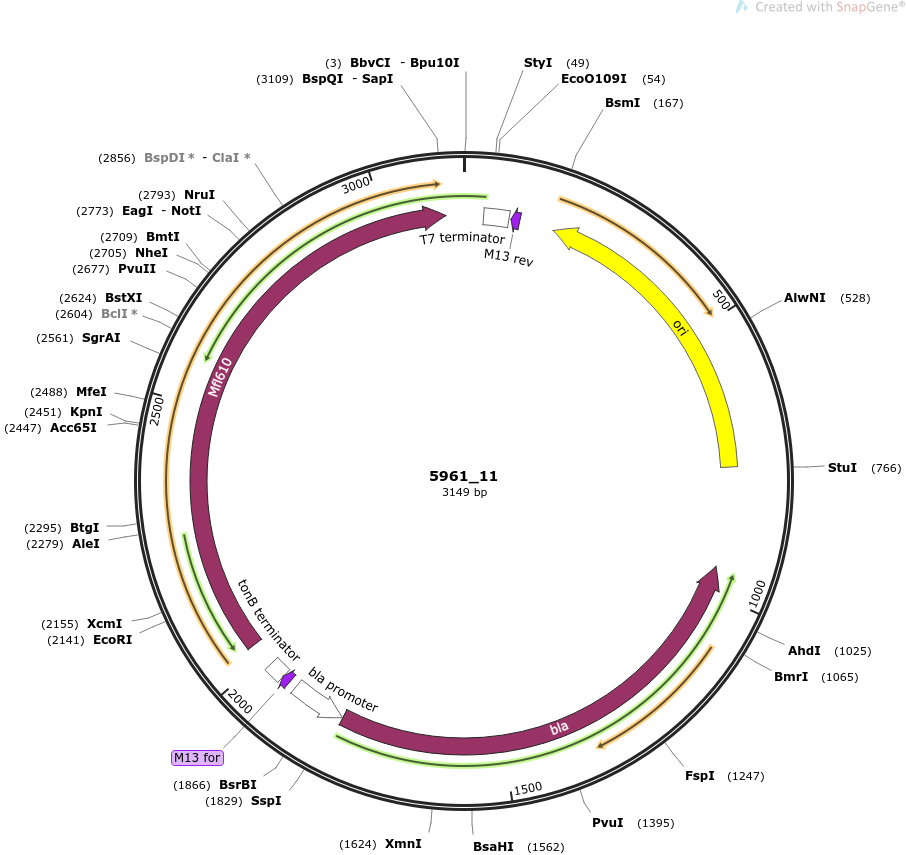 Created with SnapGene®
(3) BbvCI - Bpu10I
(3109) BspQI - SapI
StyI (49)
EcoO109I (54)
BsmI (167)
(2856) BspDI * - ClaI *
3000
(2793) NruI
(2773) EagI - NotI
(2709) BmtI
(2705) NheI
(2677) PvuII
(2624) BstXI
(2604) BclI *
(2561) SgrAI
(2488) MfeI
(2451) KpnI
(2447) Acc65I
2500
(2295) BtgI
(2279) AleI
(2155) XcmI
(2141) EcoRI
T7 terminator
M13 rev
500
AlwNI (528)
ori
Mfl610
StuI (766)
5961_11
3149 bp
1000
AhdI (1025)
BmrI (1065)
tonB terminator
bla promoter
2000
bla
M13 for
(1866) BsrBI
(1829) SspI
FspI (1247)
1500
PvuI (1395)
(1624) XmnI
BsaHI (1562)